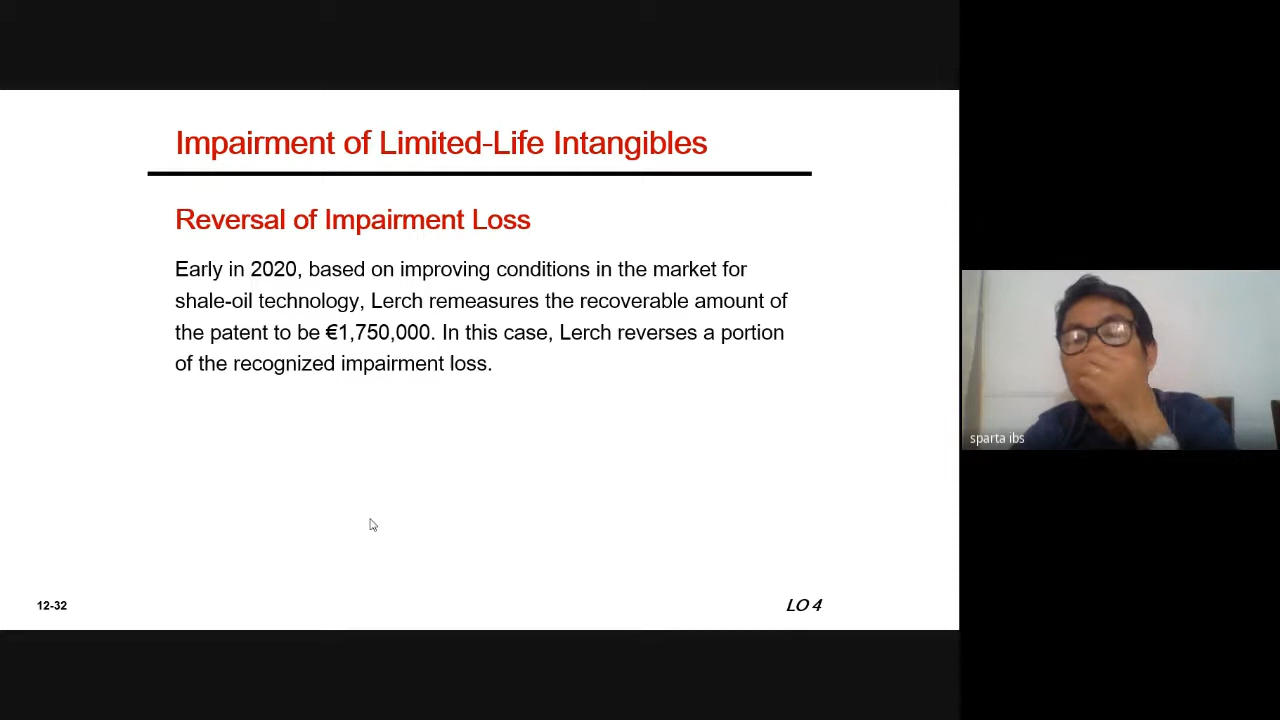 Impairment of Limited-Life Intangibles
Reversal of Impairment Loss
Early in 2020, based on improving conditions in the market for
shale-oil technology, Lerch remeasures the recoverable amount of
the patent to be €1,750,000. In this case, Lerch reverses a portion
of the recognized impairment loss.
sparta ibs
12-32
LO 4